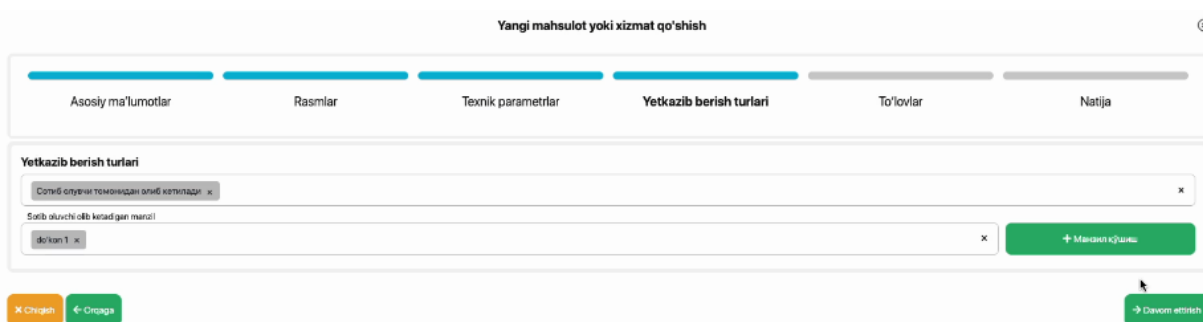 Yangi mahsulot yoki xizmat qo'shish
Asosiy ma'lumotlar
Rasmlar
Texnik parametrlar
Yetkazib berish turlari
To'lovlar
Natija
Yetkazib berish turlari
Сотиб олувчи томонидан олиб кетилади ×
×
Sotib oluvchi olib ketadigan manzil
do'kon 1 ×
×
+ Манзил қўшиш
× Chiqish
← Orqaga
→ Davom ettirish